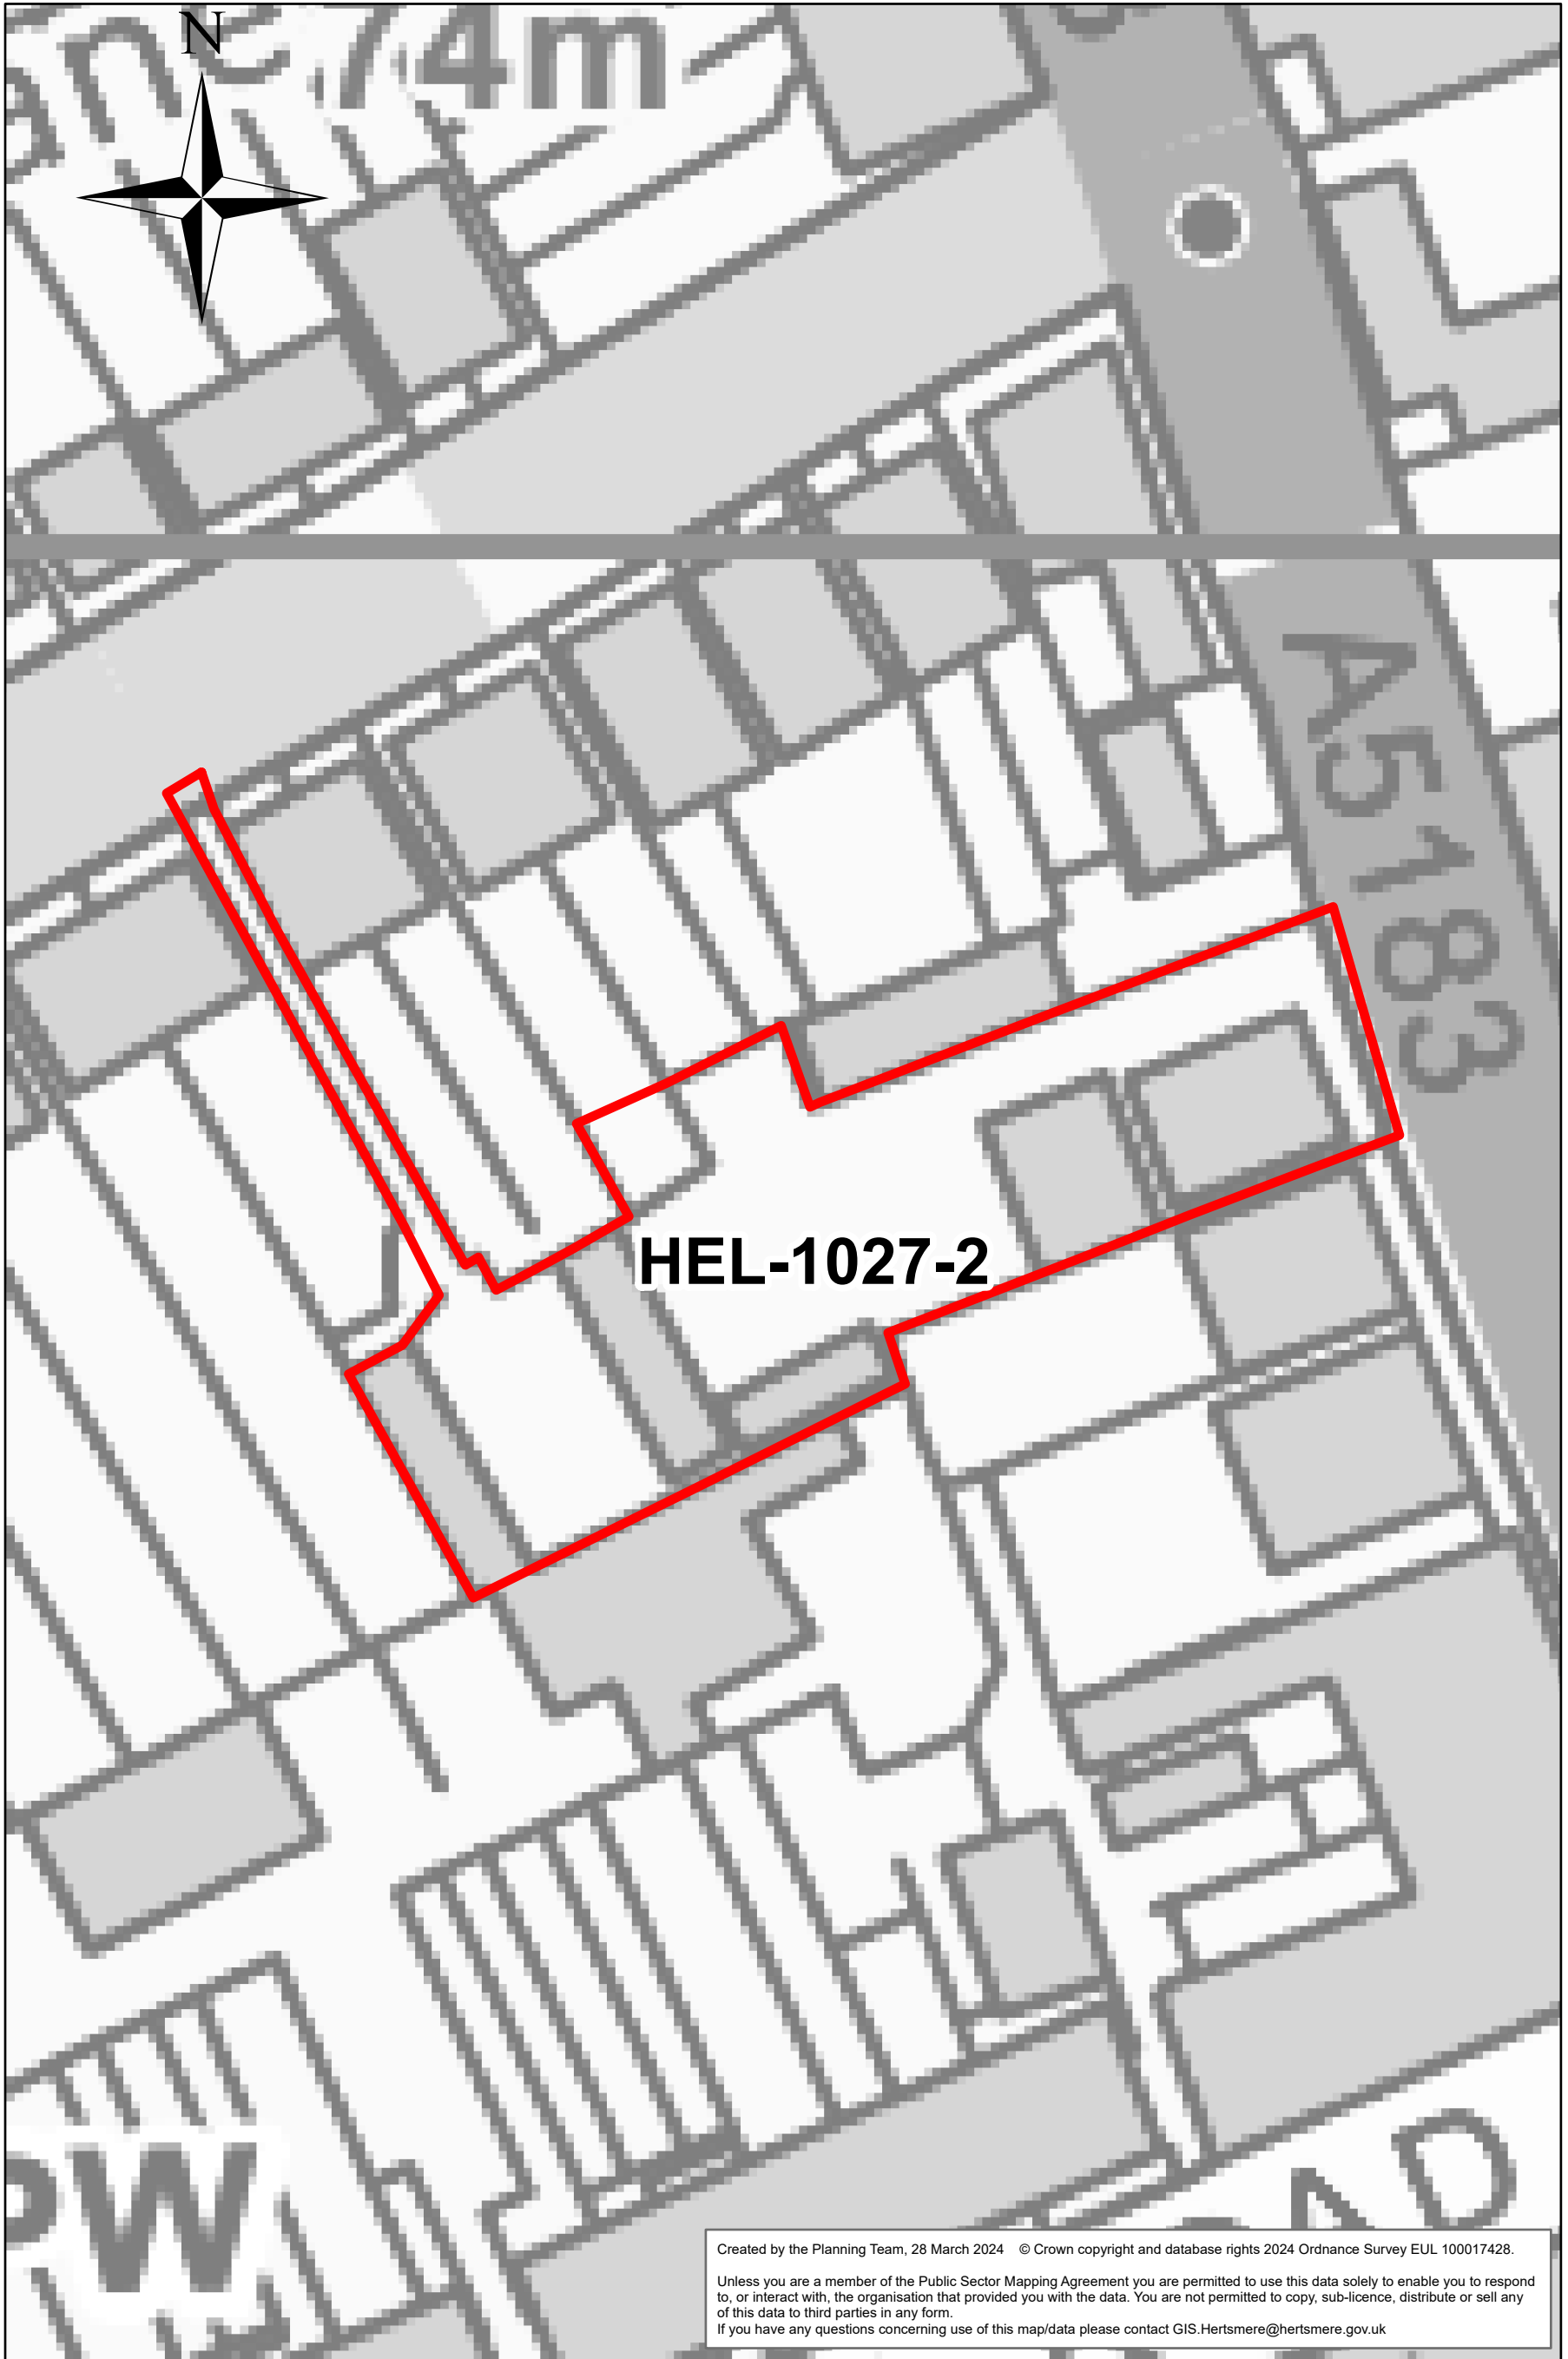 N
74m
A5183
HEL-1027-2
PW
Created by the Planning Team, 28 March 2024 © Crown copyright and database rights 2024 Ordnance Survey EUL 100017428.
Unless you are a member of the Public Sector Mapping Agreement you are permitted to use this data solely to enable you to respond
to, or interact with, the organisation that provided you with the data. You are not permitted to copy, sub-licence, distribute or sell any
of this data to third parties in any form.
If you have any questions concerning use of this map/data please contact GIS.Hertsmere@hertsmere.gov.uk